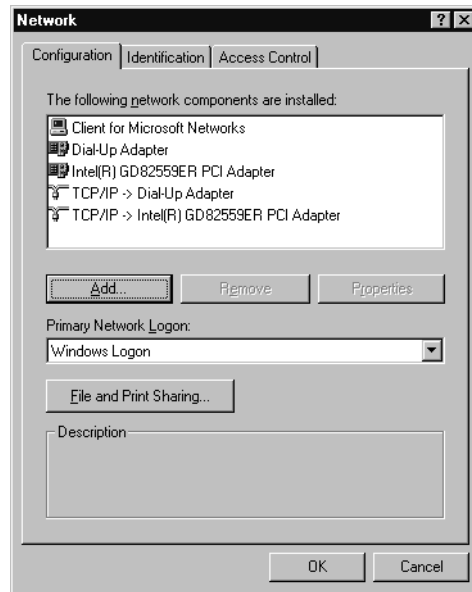 Network
Configuration Identification Access Control
The following network components are installed:
Client for Microsoft Networks
Dial-Up Adapter
Intel(R) GD82559ER PCI Adapter
TCP/IP -> Dial-Up Adapter
TCP/IP -> Intel(R) GD82559ER PCI Adapter
Add... Remove Properties
Primary Network Logon:
Windows Logon
File and Print Sharing...
Description
OK Cancel